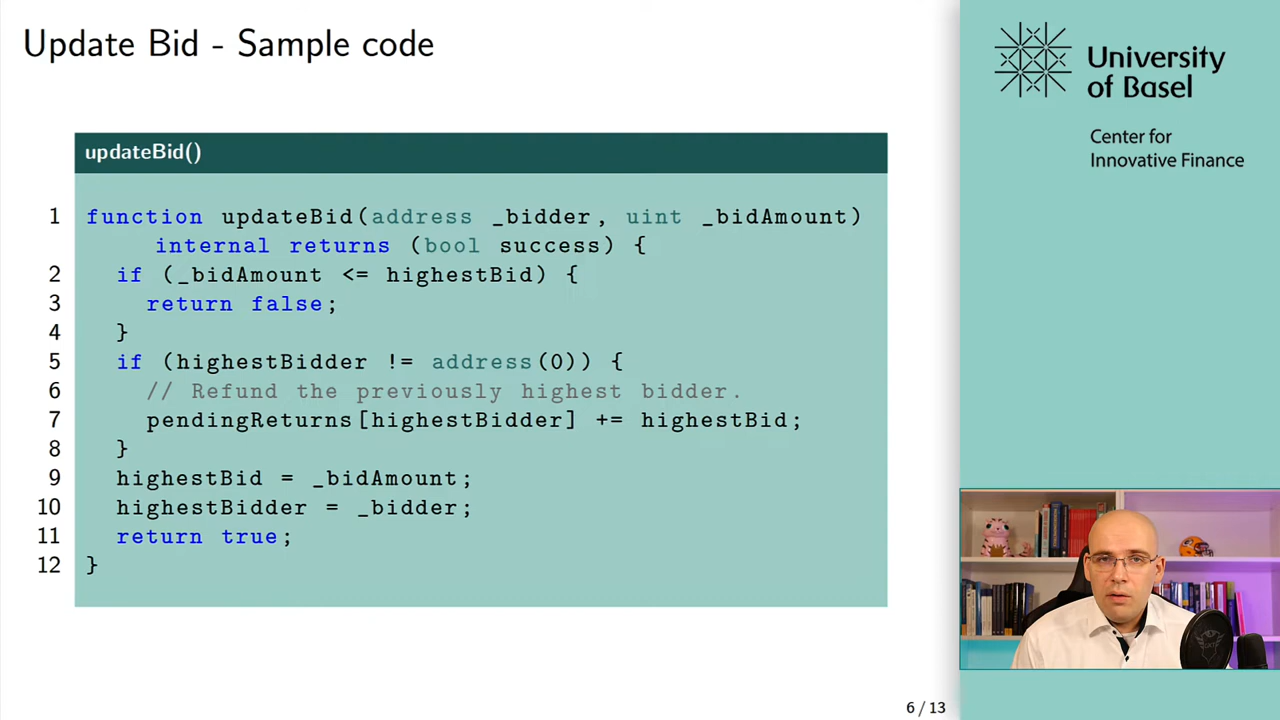 Update Bid - Sample code
updateBid()
1 function updateBid(address _bidder, uint _bidAmount)
internal returns (bool success) {
2 if (_bidAmount <= highestBid) {
3 return false;
4 }
5 if (highestBidder != address(0)) {
6 // Refund the previously highest bidder.
7 pendingReturns[highestBidder] += highestBid;
8 }
9 highestBid = _bidAmount;
10 highestBidder = _bidder;
11 return true;
12 }
6 / 13
University
of Basel
Center for
Innovative Finance